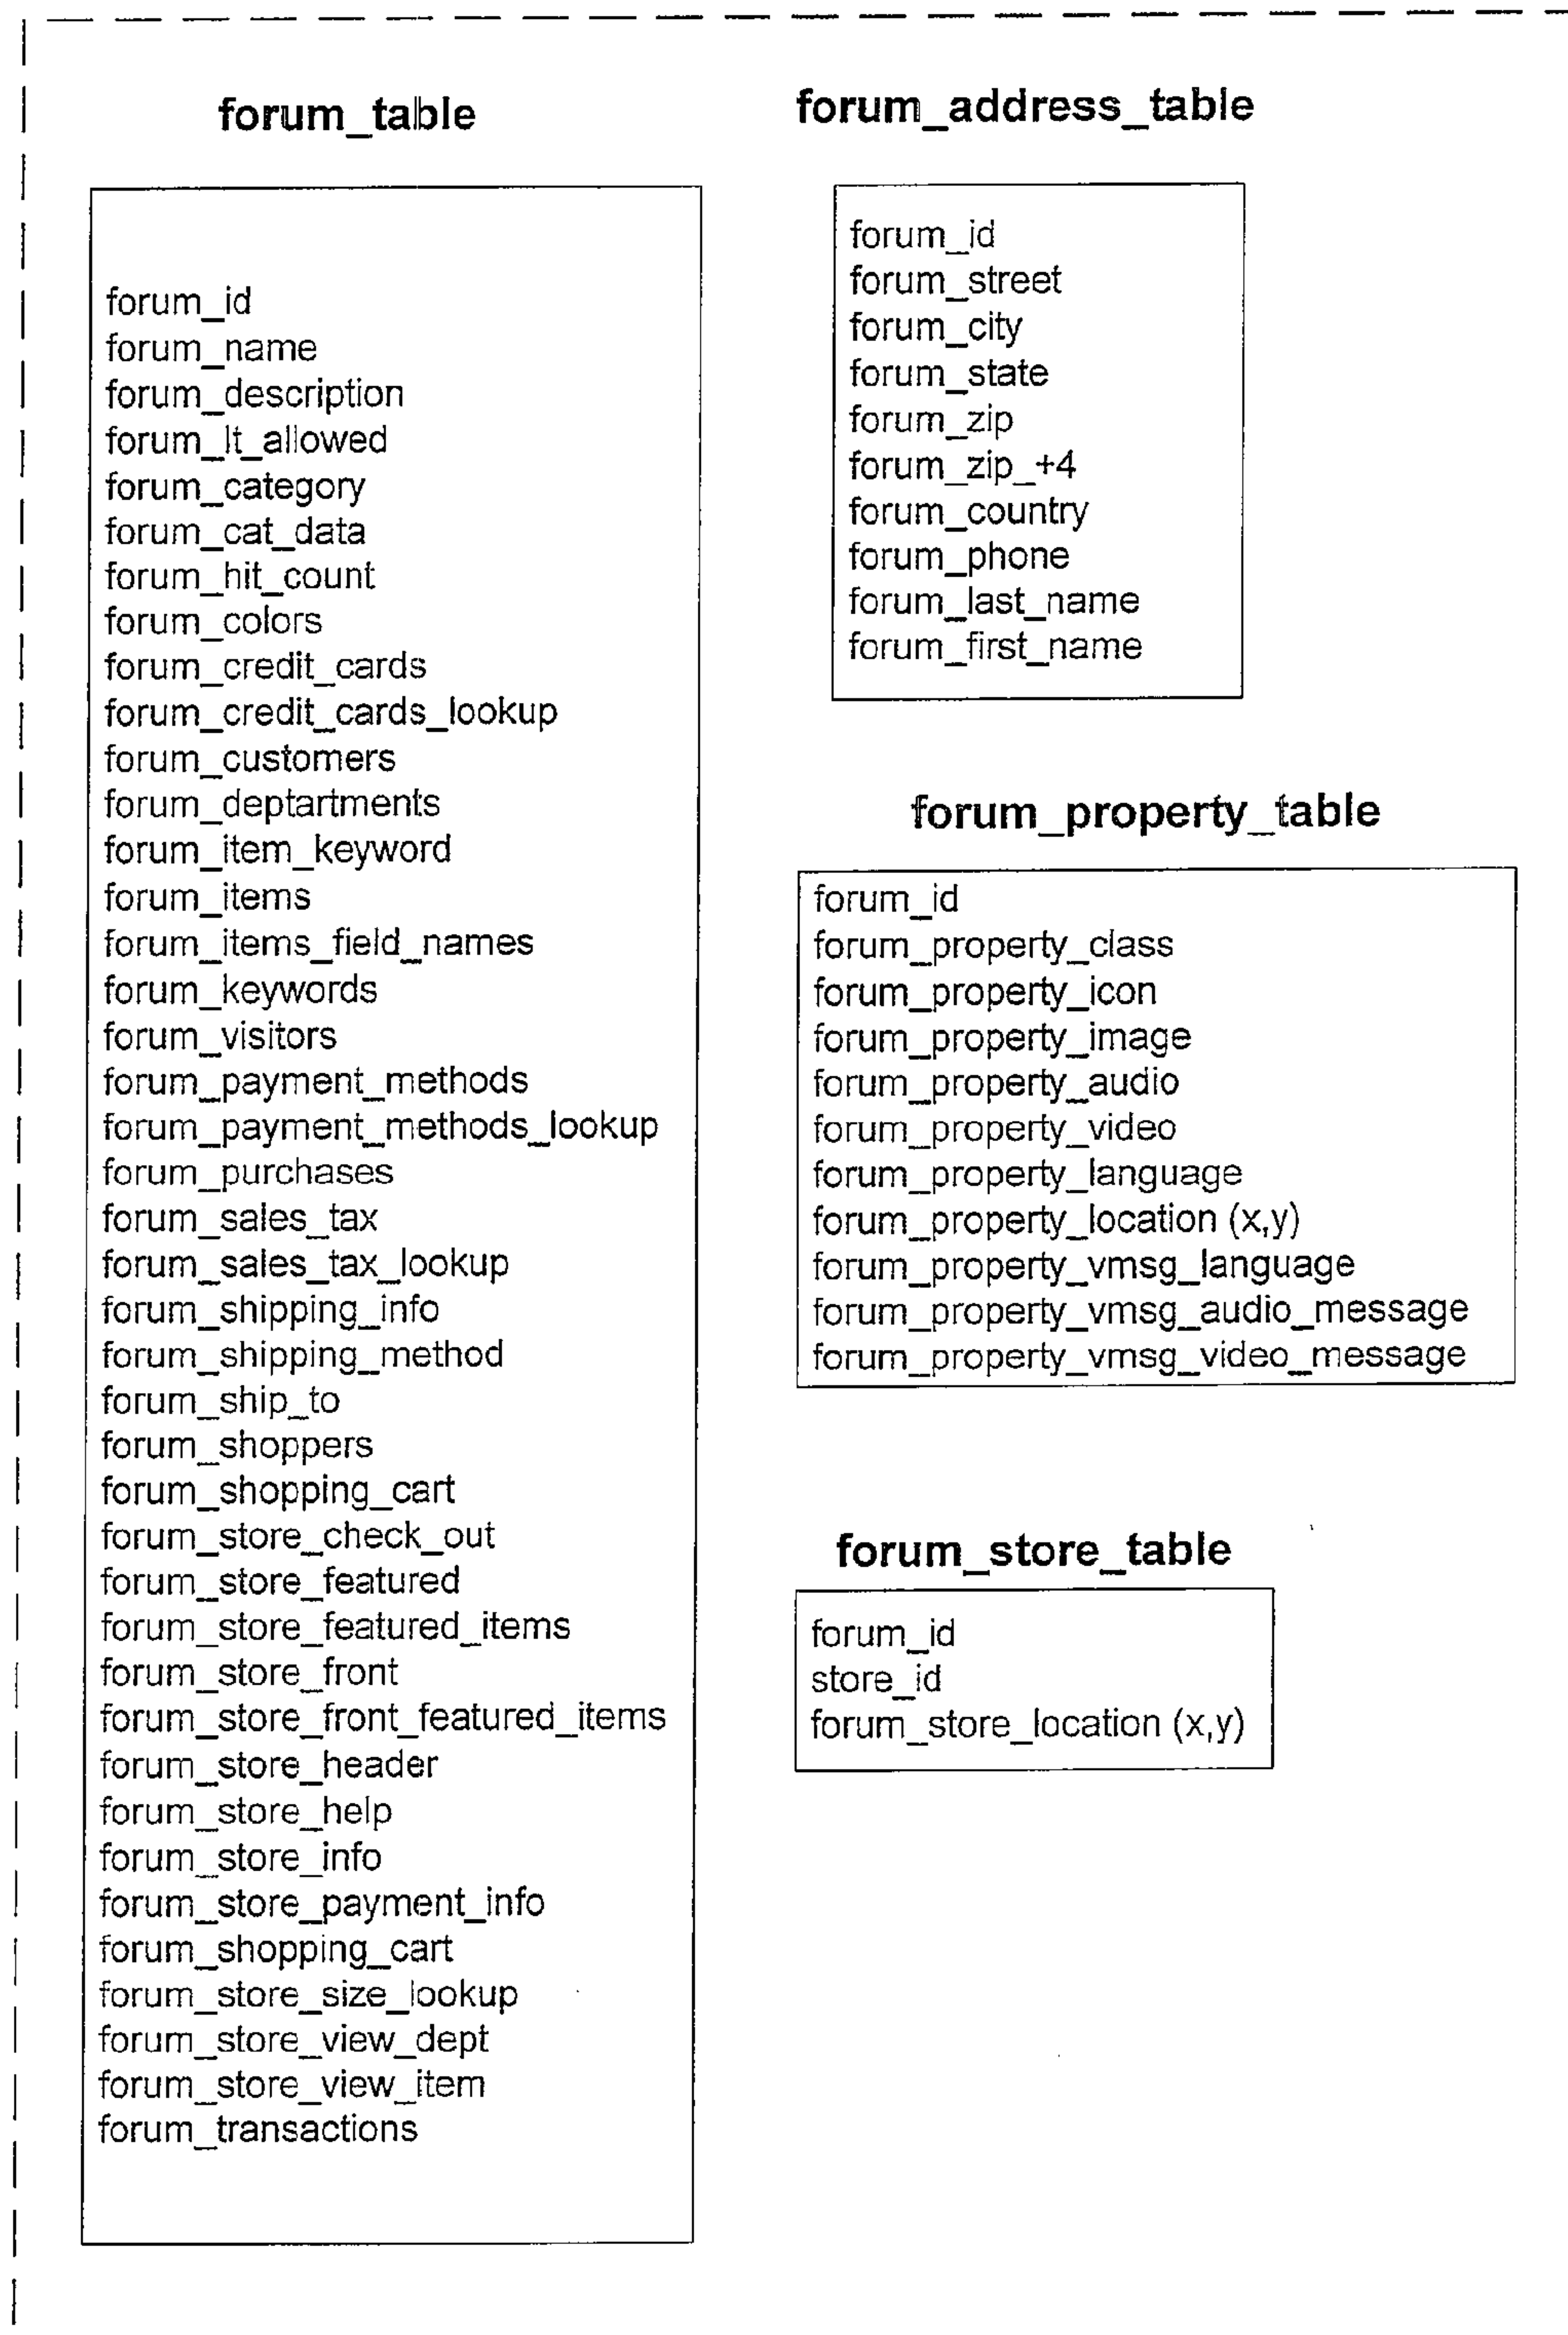 forum_table
forum_id
forum_name
forum_description
forum_lt_allowed
forum_category
forum_cat_data
forum_hit_count
forum_colors
forum_credit_cards
forum_credit_cards_lookup
forum_customers
forum_deptartments
forum_item_keyword
forum_items
forum_items_field_names
forum_keywords
forum_visitors
forum_payment_methods
forum_payment_methods_lookup
forum_purchases
forum_sales_tax
forum_sales_tax_lookup
forum_shipping_info
forum_shipping_method
forum_ship_to
forum_shoppers
forum_shopping_cart
forum_store_check_out
forum_store_featured
forum_store_featured_items
forum_store_front
forum_store_front_featured_items
forum_store_header
forum_store_help
forum_store_info
forum_store_payment_info
forum_shopping_cart
forum_store_size_lookup
forum_store_view_dept
forum_store_view_item
forum_transactions
forum_address_table
forum_id
forum_street
forum_city
forum_state
forum_zip
forum_zip_+4
forum_country
forum_phone
forum_last_name
forum_first_name
forum_property_table
forum_id
forum_property_class
forum_property_icon
forum_property_image
forum_property_audio
forum_property_video
forum_property_language
forum_property_location (x,y)
forum_property_vmsg_language
forum_property_vmsg_audio_message
forum_property_vmsg_video_message
forum_store_table
forum_id
store_id
forum_store_location (x,y)